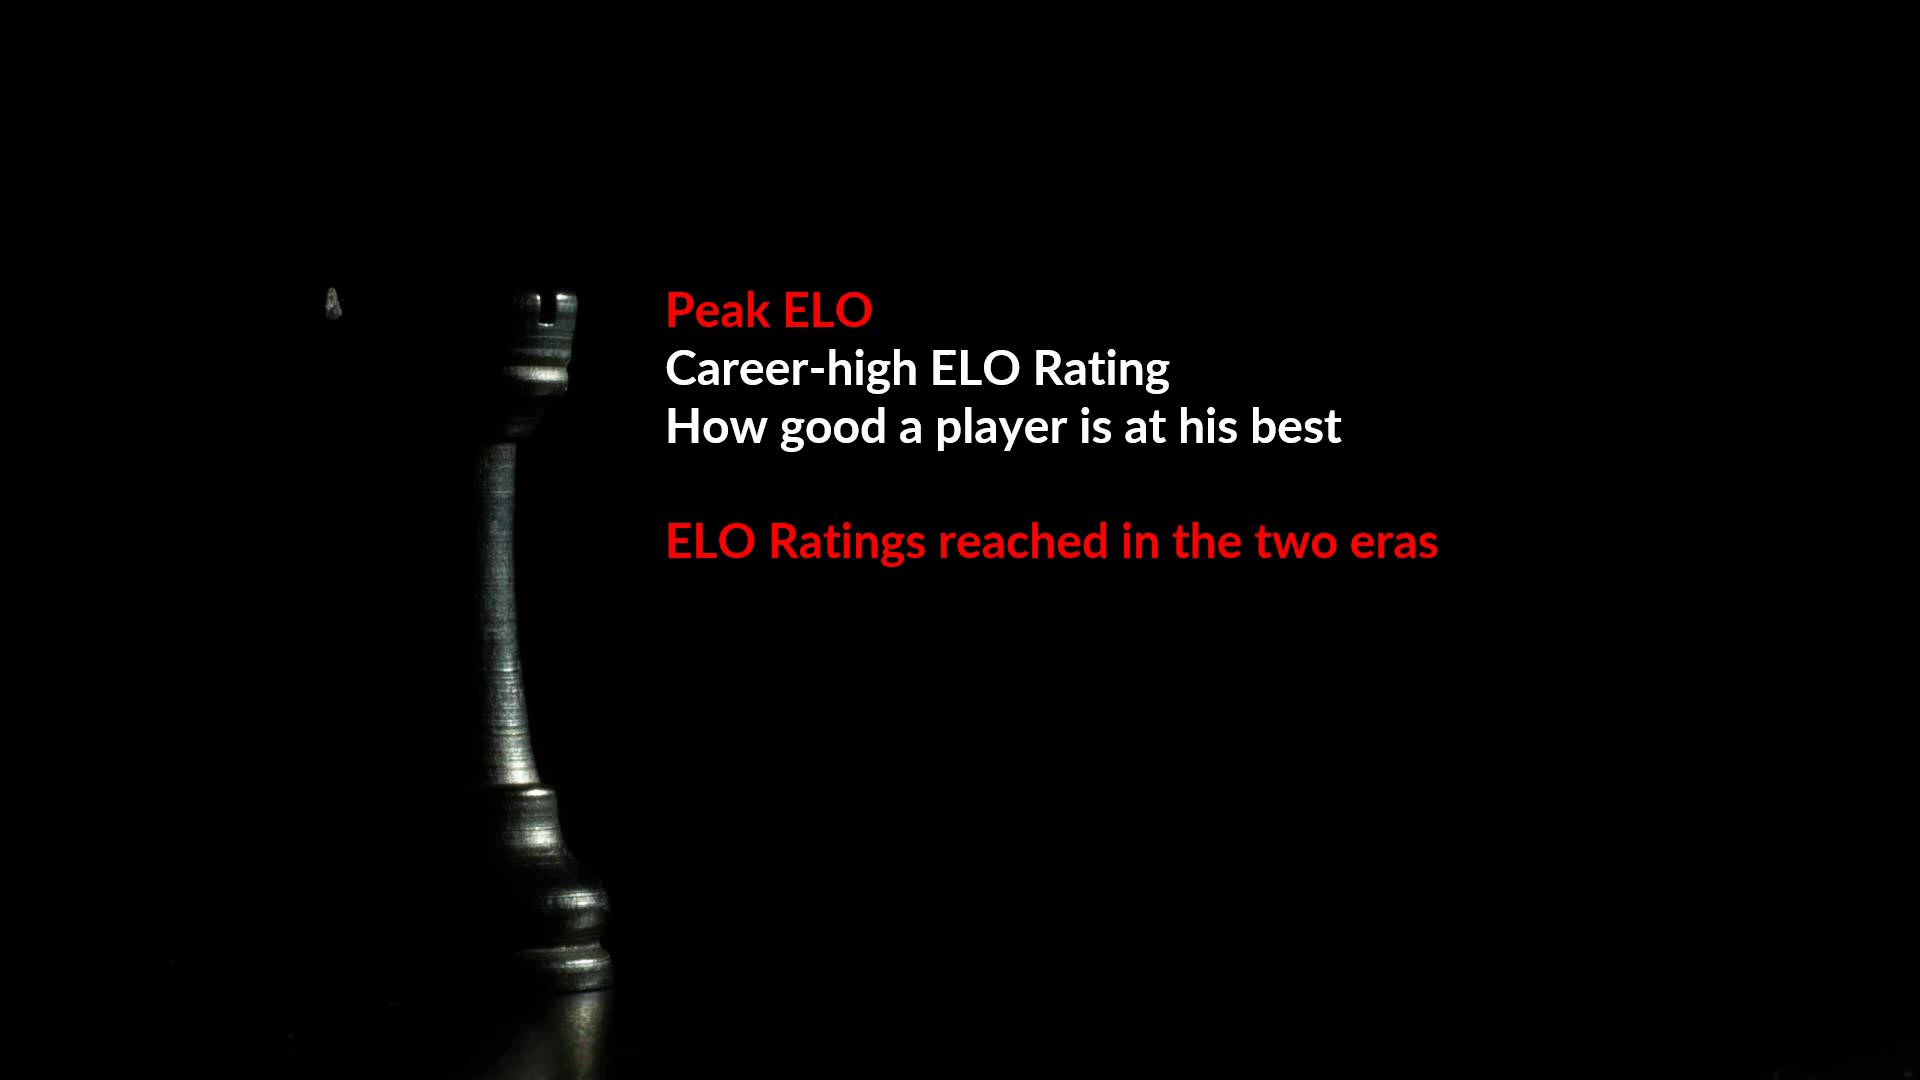 Peak ELO
Career-high ELO Rating
How good a player is at his best
ELO Ratings reached in the two eras